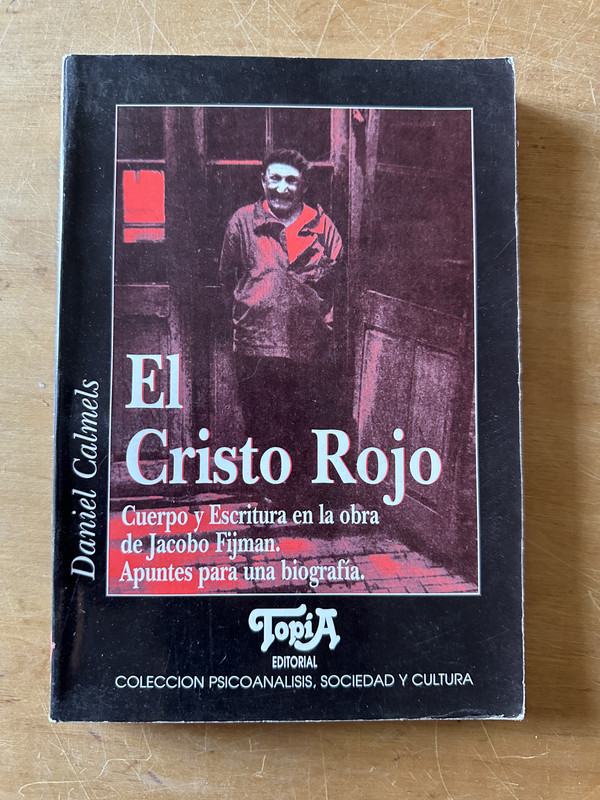 Daniel Calmels
El
Cristo Rojo
Cuerpo y Escritura en la obra
de Jacobo Fijman.
Apuntes para una biografía.
TopíA
EDITORIAL
COLECCION PSICOANALISIS, SOCIEDAD Y CULTURA